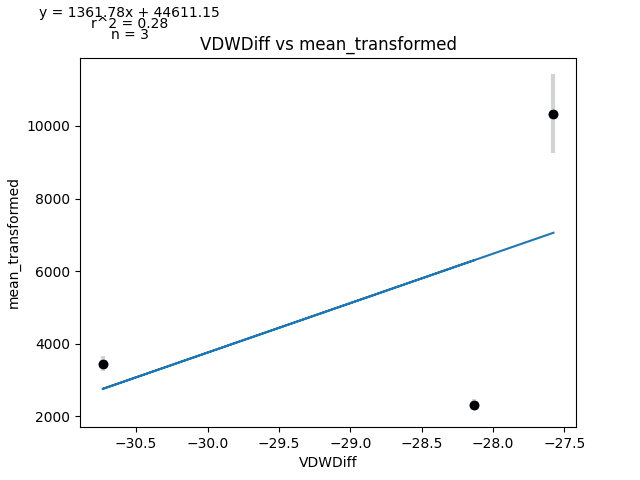 y = 1361.78x + 44611.15
r^2 = 0.28
n = 3
VDWDiff vs mean_transformed
mean_transformed
10000
8000
6000
4000
2000
−30.5 −30.0 −29.5 −29.0 −28.5 −28.0 −27.5
VDWDiff